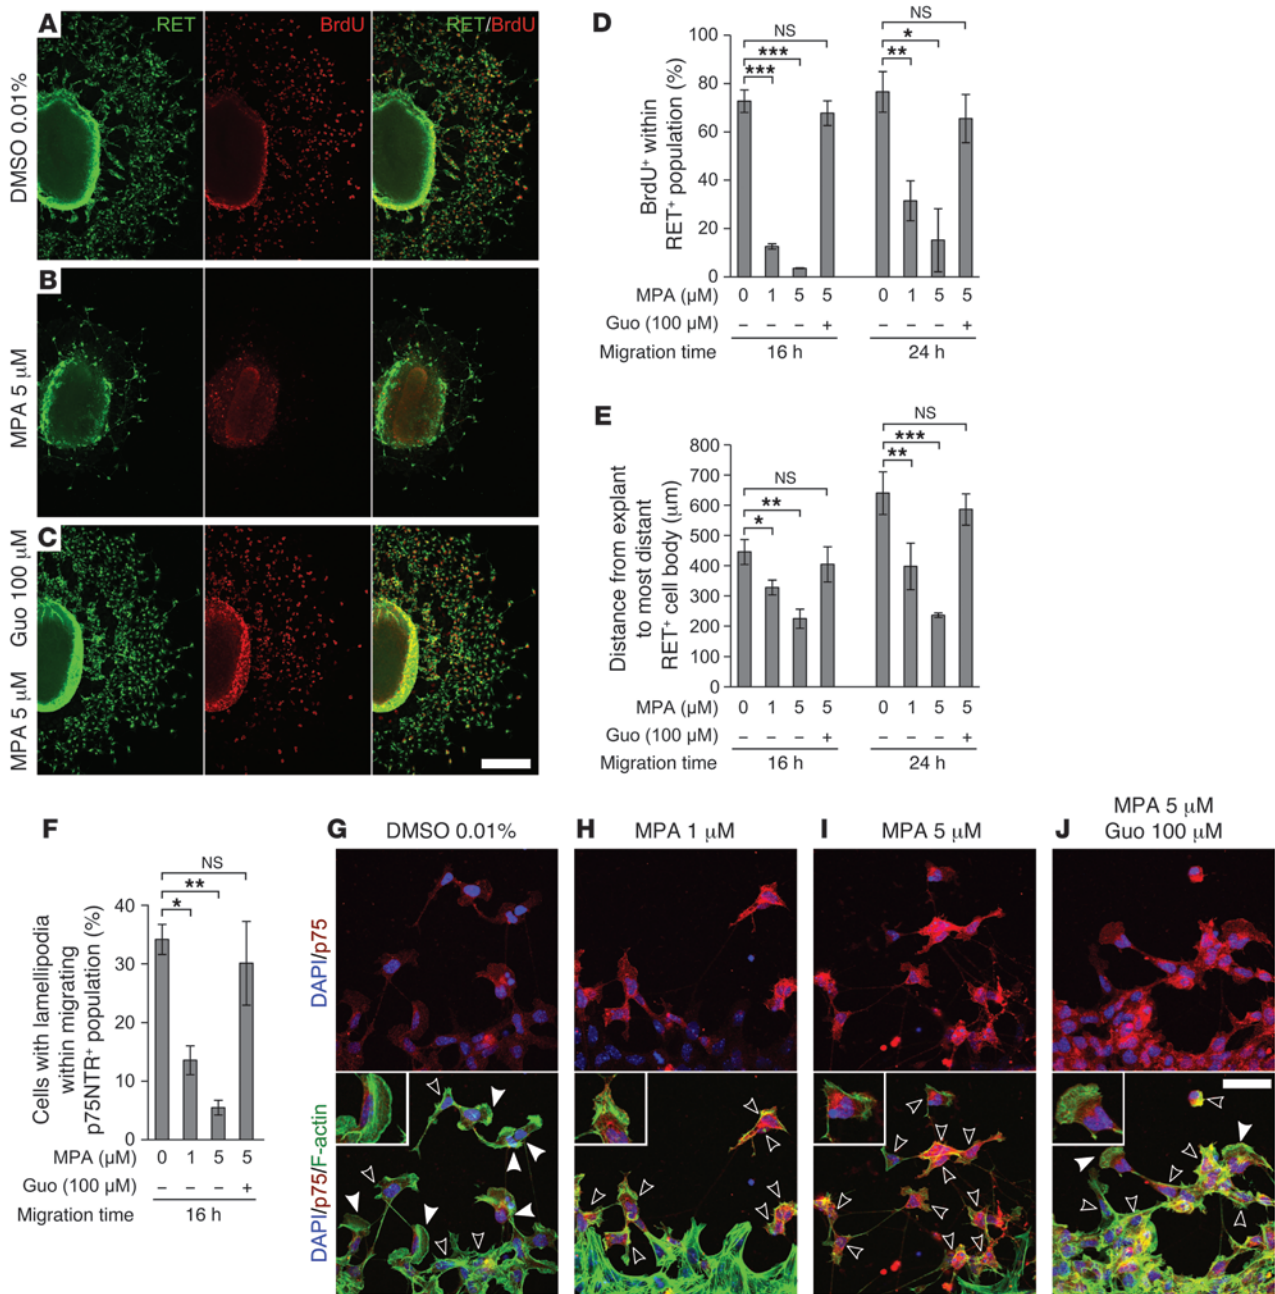 A
RET
BrdU
RET/BrdU
DMSO 0.01%
B
MPA 5 μM
C
Guo 100 μM
MPA 5 μM
D
NS
***
***
NS
*
**
BrdU+ within
RET+ population (%)
100
80
60
40
20
0
MPA (μM) 0 1 5 5 0 1 5 5
Guo (100 μM) – – – + – – – +
Migration time 16 h 24 h
E
NS
**
*
NS
***
**
Distance from explant
to most distant
RET+ cell body (μm)
800
700
600
500
400
300
200
100
0
MPA (μM) 0 1 5 5 0 1 5 5
Guo (100 μM) – – – + – – – +
Migration time 16 h 24 h
F
NS
**
*
Cells with lamellipodia
within migrating
p75NTR+ population (%)
40
30
20
10
0
MPA (μM) 0 1 5 5
Guo (100 μM) – – – +
Migration time 16 h
G DMSO 0.01%
H MPA 1 μM
I MPA 5 μM
J MPA 5 μM
Guo 100 μM
DAPI/p75
DAPI/p75/F-actin